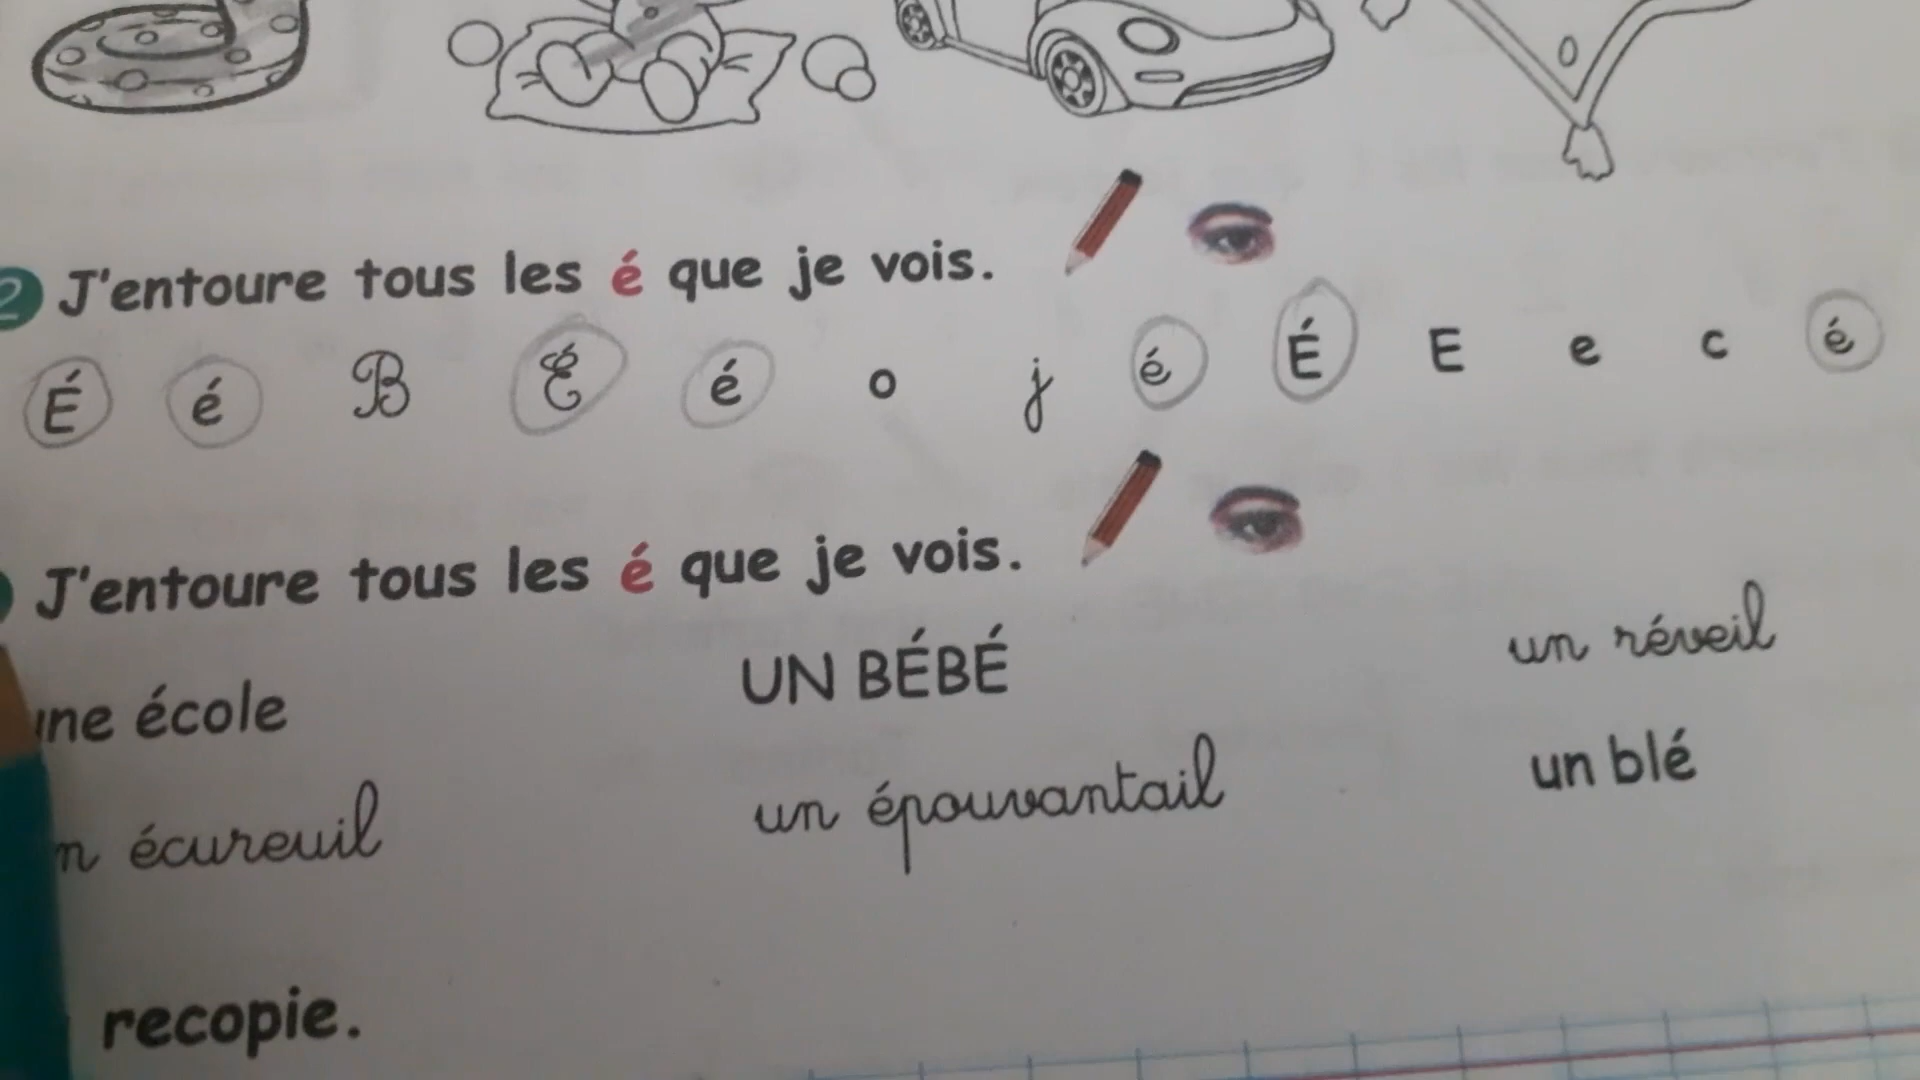 2 J'entoure tous les é que je vois.
É é B É é o j é É E e c é
J'entoure tous les é que je vois.
école UN BÉBÉ un réveil
écureuil un épouvantail un blé
recopie.